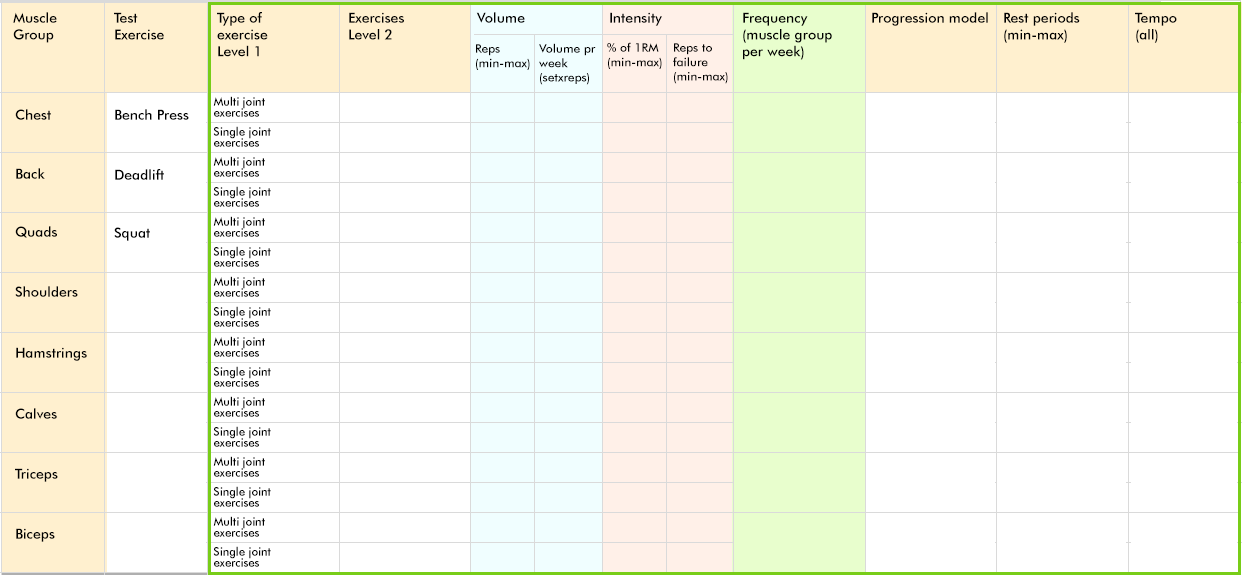 Muscle
Group
Test
Exercise
Type of
exercise
Level 1
Exercises
Level 2
Volume
Reps
(min-max)
Volume pr
week
(setxreps)
Intensity
% of 1RM
(min-max)
Reps to
failure
(min-max)
Frequency
(muscle group
per week)
Progression model
Rest periods
(min-max)
Tempo
(all)
Chest
Bench Press
Multi joint
exercises
Single joint
exercises
Back
Deadlift
Multi joint
exercises
Single joint
exercises
Quads
Squat
Multi joint
exercises
Single joint
exercises
Shoulders
Multi joint
exercises
Single joint
exercises
Hamstrings
Multi joint
exercises
Single joint
exercises
Calves
Multi joint
exercises
Single joint
exercises
Triceps
Multi joint
exercises
Single joint
exercises
Biceps
Multi joint
exercises
Single joint
exercises